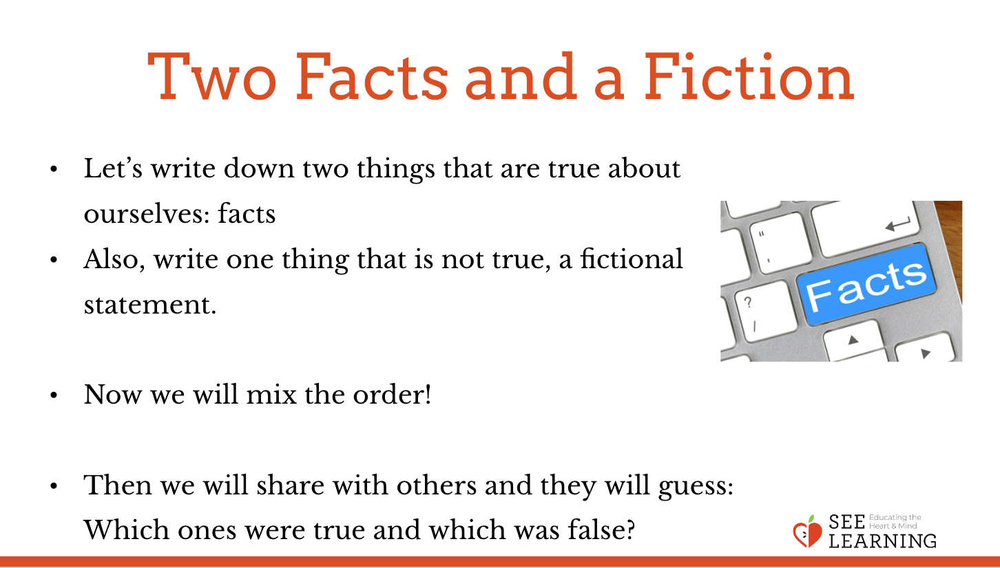 Two Facts and a Fiction
• Let’s write down two things that are true about
ourselves: facts
• Also, write one thing that is not true, a fictional
statement.
"
'
?
/
Facts
• Now we will mix the order!
• Then we will share with others and they will guess:
Which ones were true and which was false?
SEE Educating the
Heart & Mind
LEARNING